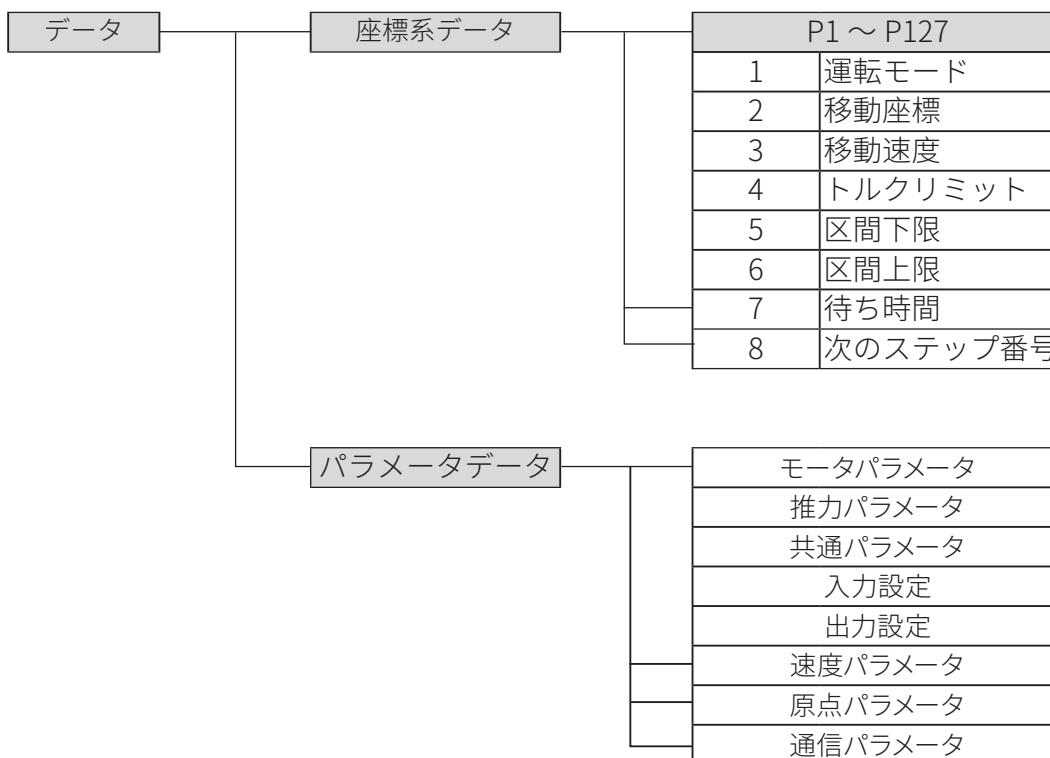 データ
座標系データ
P1 ～ P127
1 運転モード
2 移動座標
3 移動速度
4 トルクリミット
5 区間下限
6 区間上限
7 待ち時間
8 次のステップ番号
パラメータデータ
モータパラメータ
推力パラメータ
共通パラメータ
入力設定
出力設定
速度パラメータ
原点パラメータ
通信パラメータ